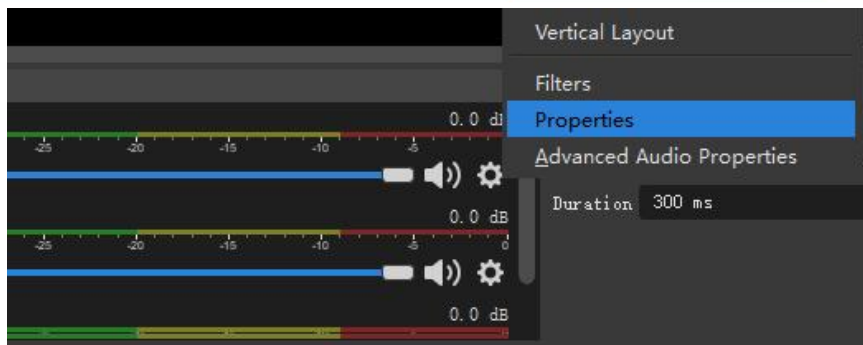 Vertical Layout
Filters
Properties
Advanced Audio Properties
Duration 300 ms
0.0 d
-25 -20 -15 -10 -5
0.0 dB
-25 -20 -15 -10 -5 0
0.0 dB